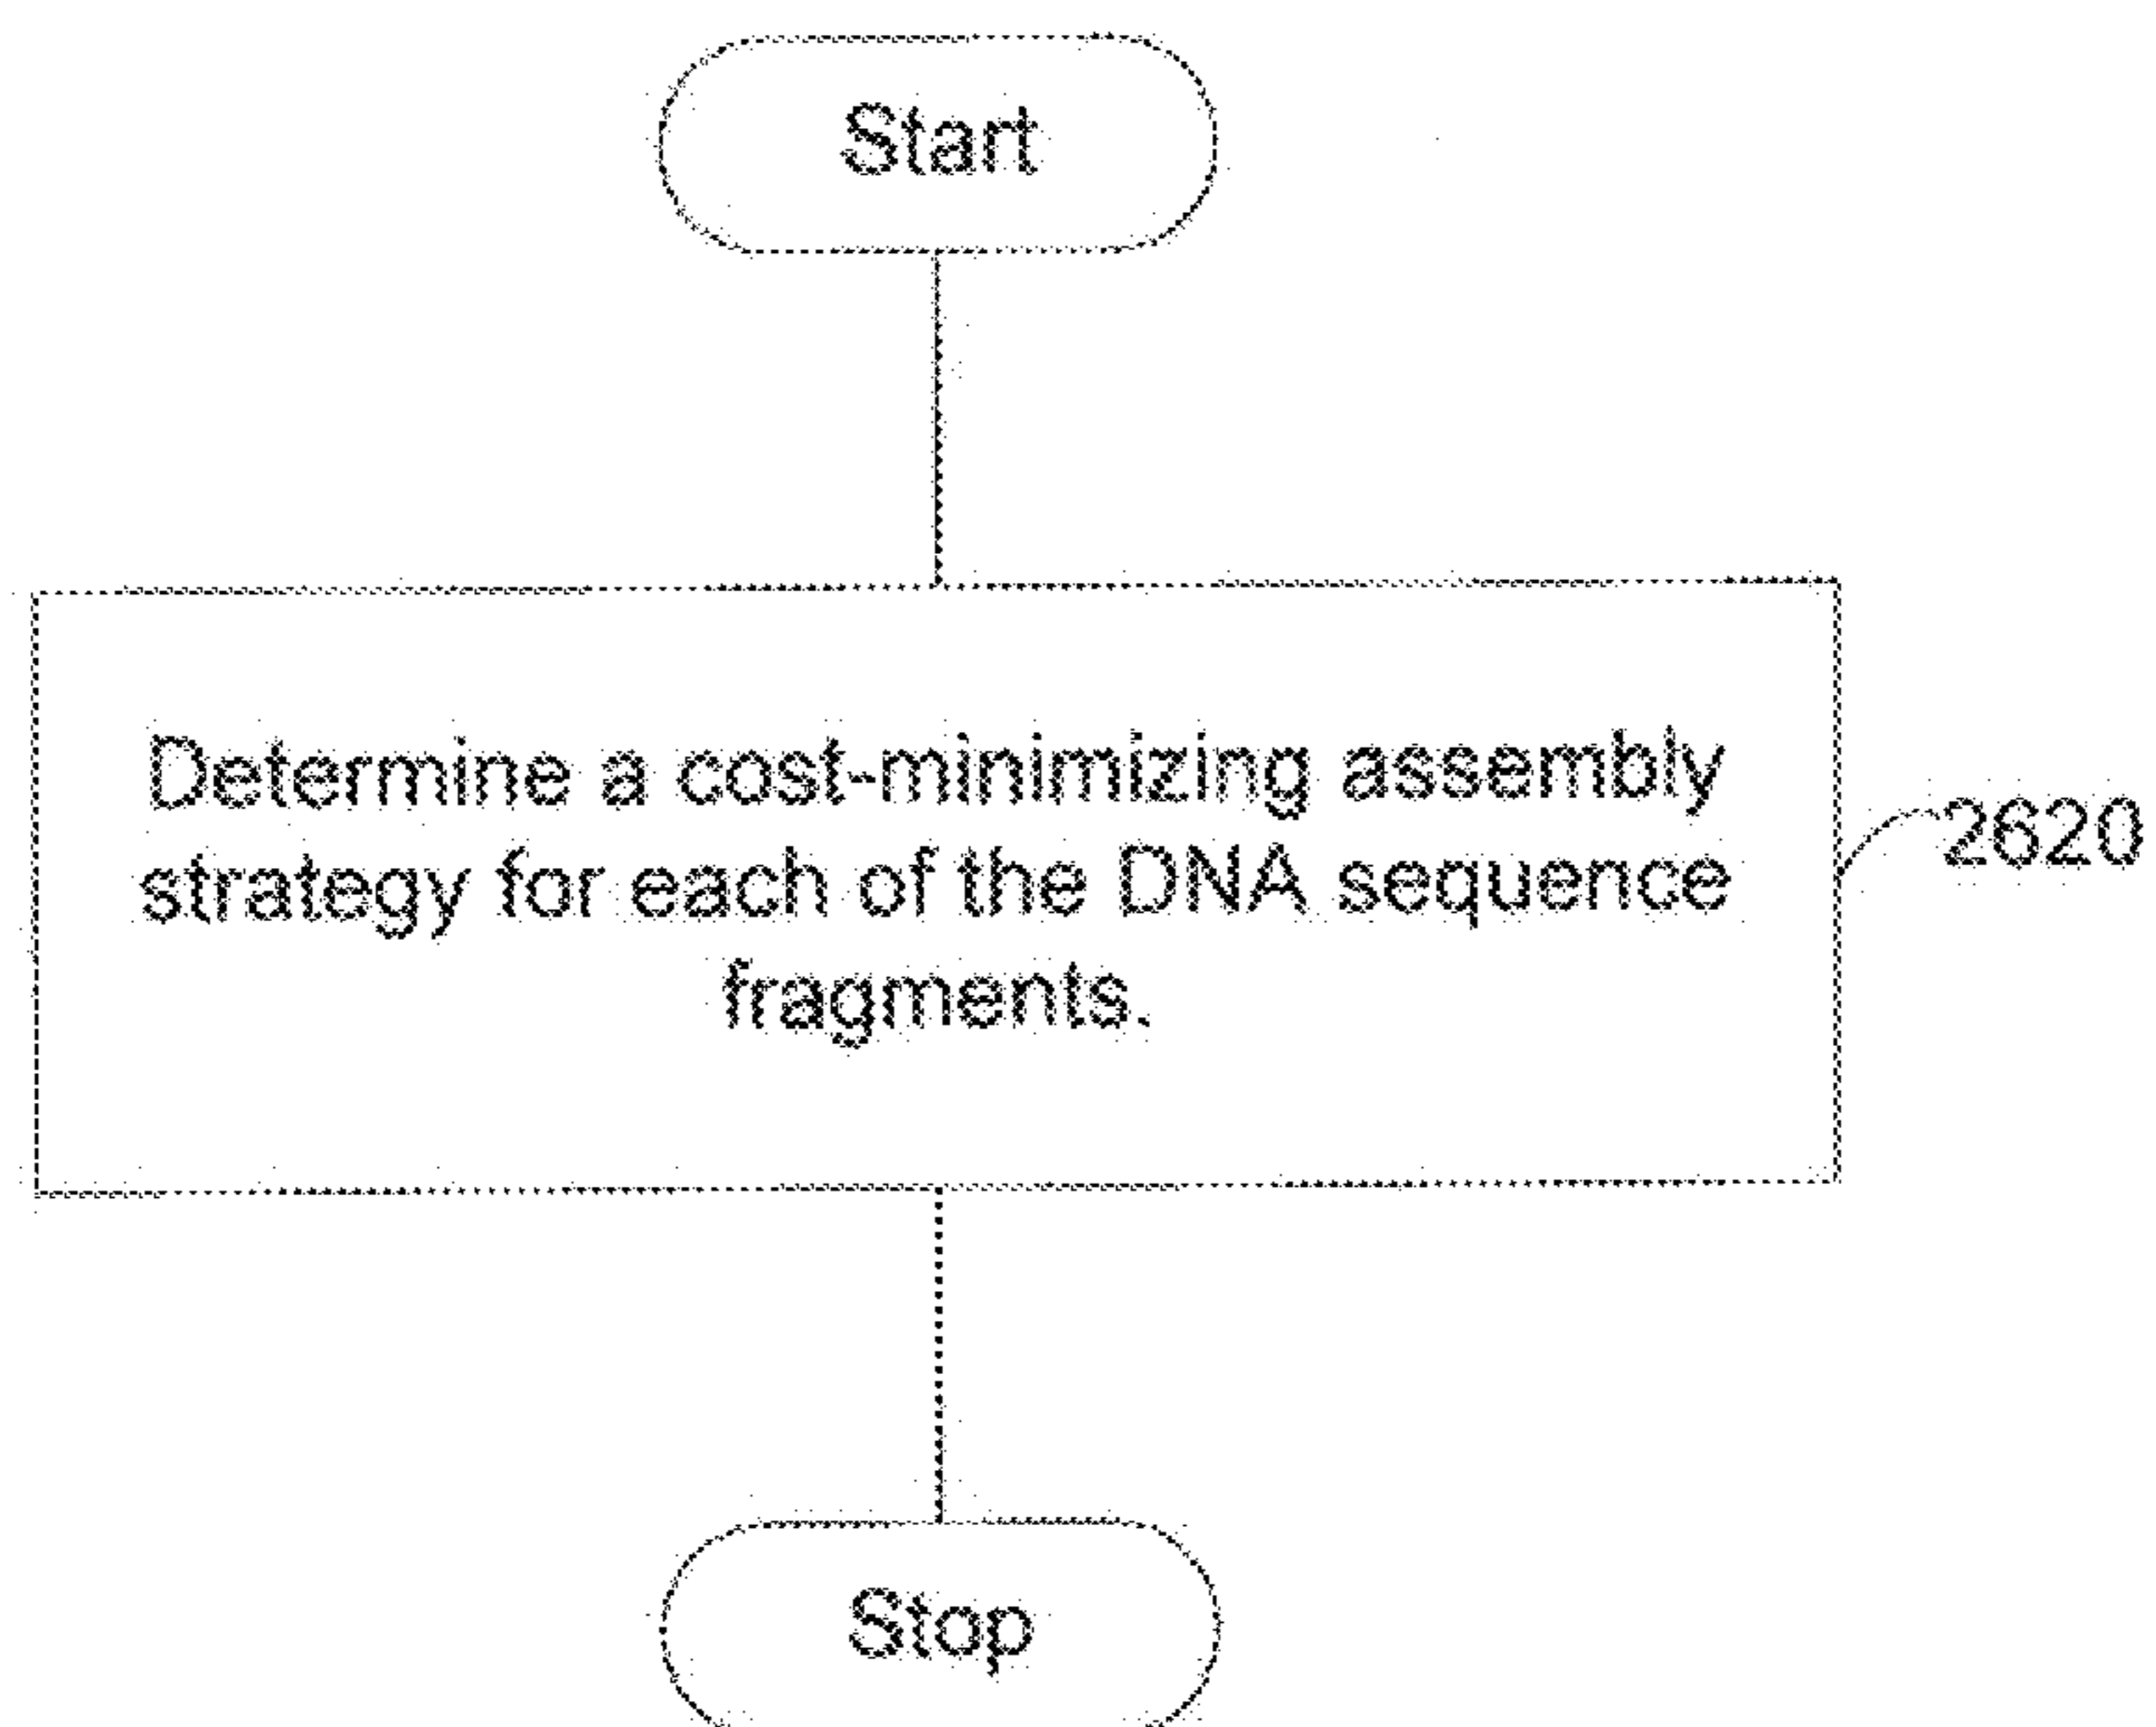 Start
Determine a cost-minimizing assembly
strategy for each of the DNA sequence
fragments.
2620
Stop